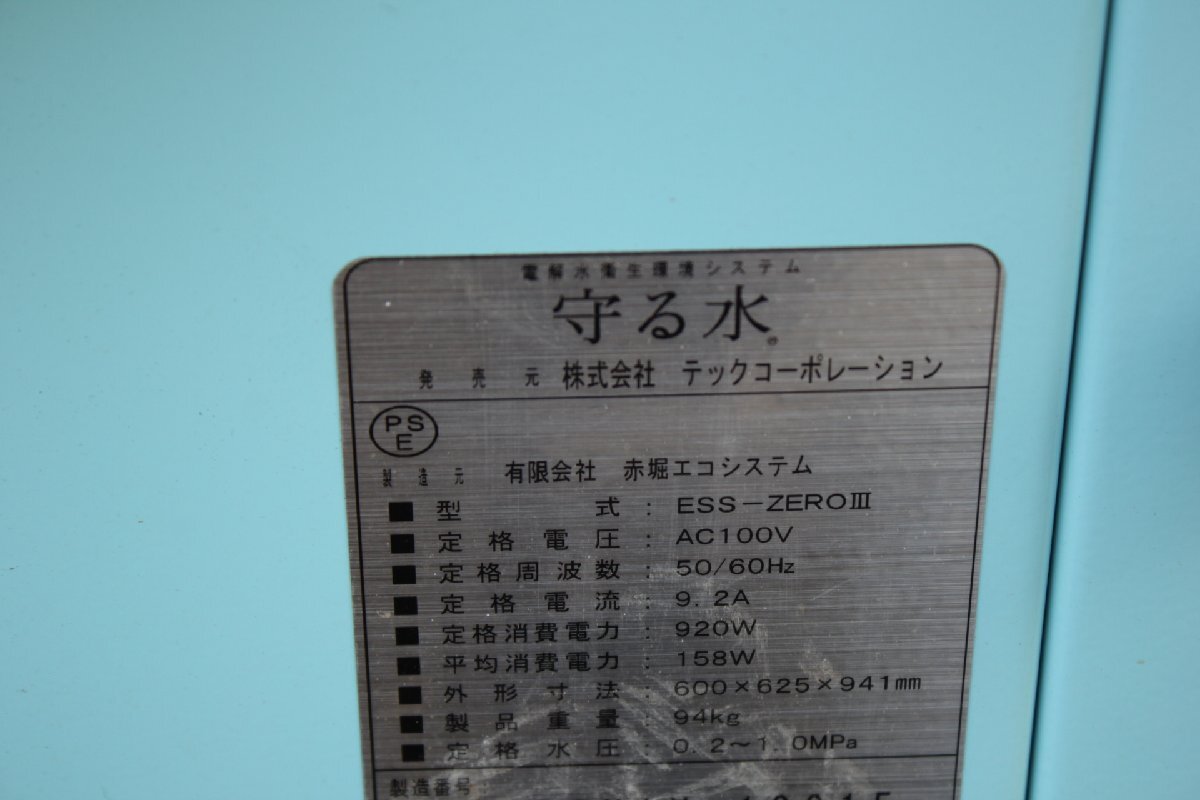 電解水衛生環境システム
守る水®
発売元 株式会社 テックコーポレーション
PS
E
製造元 有限会社 赤堀エコシステム
■ 型式 : ESS-ZEROⅢ
■ 定格電圧 : AC100V
■ 定格周波数 : 50/60Hz
■ 定格電流 : 9.2A
■ 定格消費電力 : 920W
■ 平均消費電力 : 158W
■ 外形寸法 : 600×625×941mm
■ 製品重量 : 94kg
■ 定格水圧 : 0.2~1.0MPa
製造番号 :